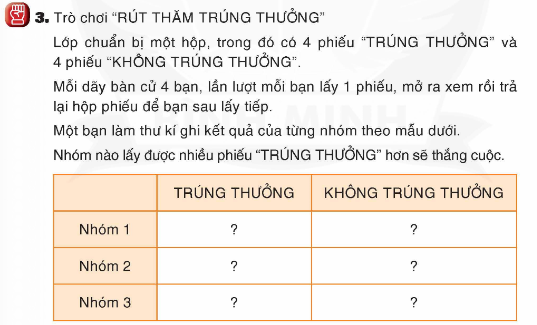 3. Trò chơi “RÚT THĂM TRÚNG THƯỞNG”
Lớp chuẩn bị một hộp, trong đó có 4 phiếu “TRÚNG THƯỞNG” và
4 phiếu “KHÔNG TRÚNG THƯỞNG”.
Mỗi dãy bàn cử 4 bạn, lần lượt mỗi bạn lấy 1 phiếu, mở ra xem rồi trả
lại hộp phiếu để bạn sau lấy tiếp.
Một bạn làm thư kí ghi kết quả của từng nhóm theo mẫu dưới.
Nhóm nào lấy được nhiều phiếu “TRÚNG THƯỞNG” hơn sẽ thắng cuộc.
TRÚNG THƯỞNG KHÔNG TRÚNG THƯỞNG
Nhóm 1 ? ?
Nhóm 2 ? ?
Nhóm 3 ? ?